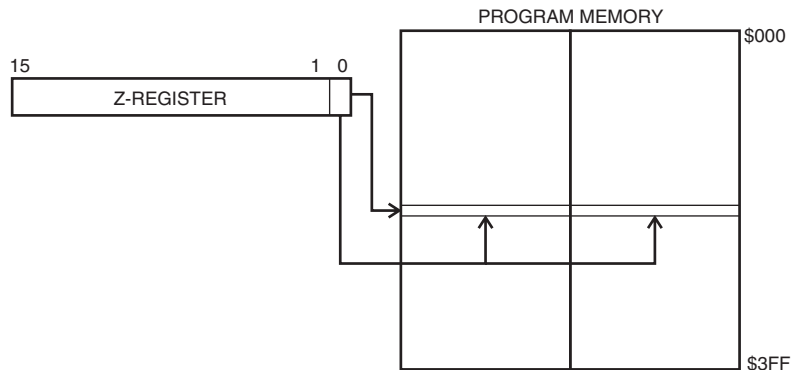 PROGRAM MEMORY
$000
15 1 0
Z-REGISTER
$3FF